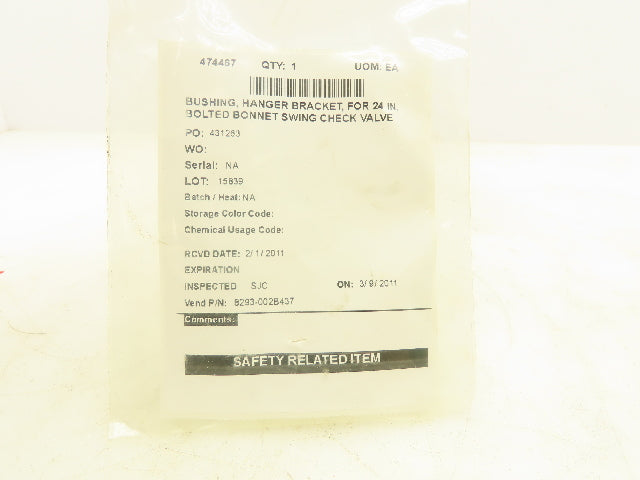 474467 QTY: 1 UOM: EA
BUSHING, HANGER BRACKET, FOR 24 IN.
BOLTED BONNET SWING CHECK VALVE
PO: 431263
WO:
Serial: NA
LOT: 15839
Batch / Heat: NA
Storage Color Code:
Chemical Usage Code:
RCVD DATE: 2/1/2011
EXPIRATION
INSPECTED SJC ON: 3/9/2011
Vend P/N: 8293-002B437
Comments:
SAFETY RELATED ITEM